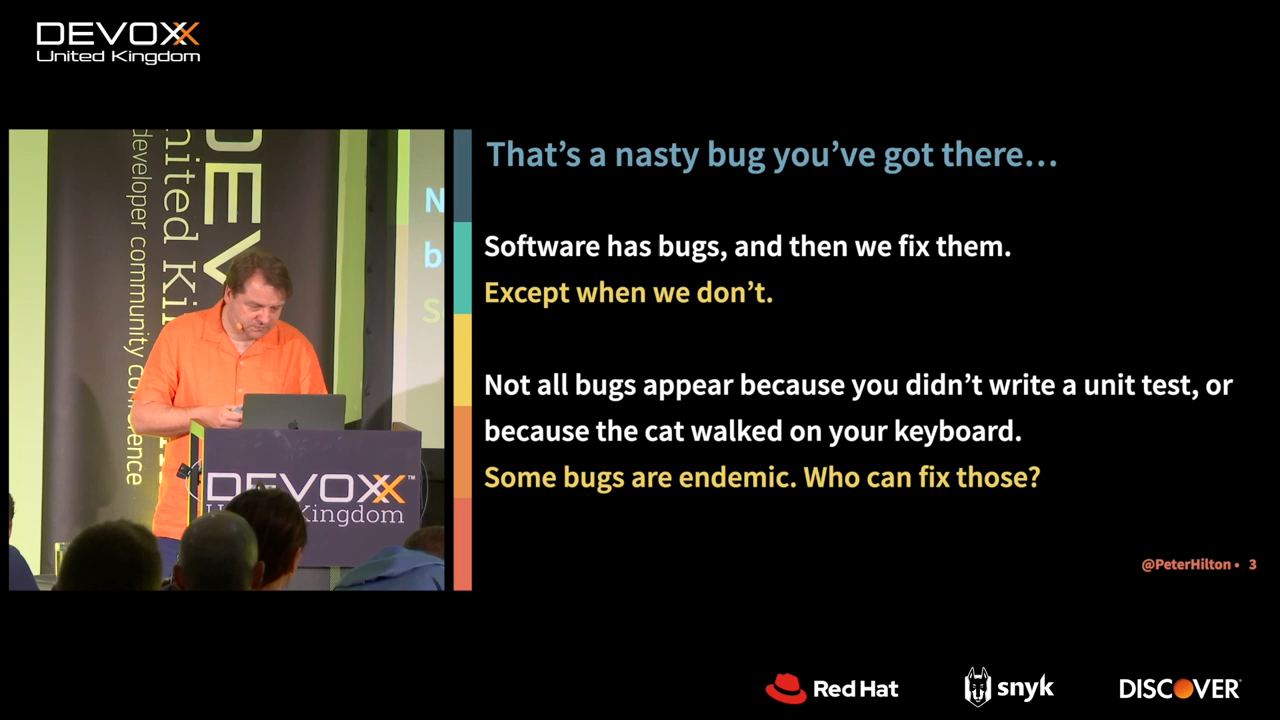 DEVOXX
United Kingdom
That's a nasty bug you've got there…
Software has bugs, and then we fix them.
Except when we don't.
Not all bugs appear because you didn't write a unit test, or
because the cat walked on your keyboard.
Some bugs are endemic. Who can fix those?
@PeterHilton • 3
developer community conference
DEVOXX™
Kingdom
Red Hat
snyk
DISCOVER